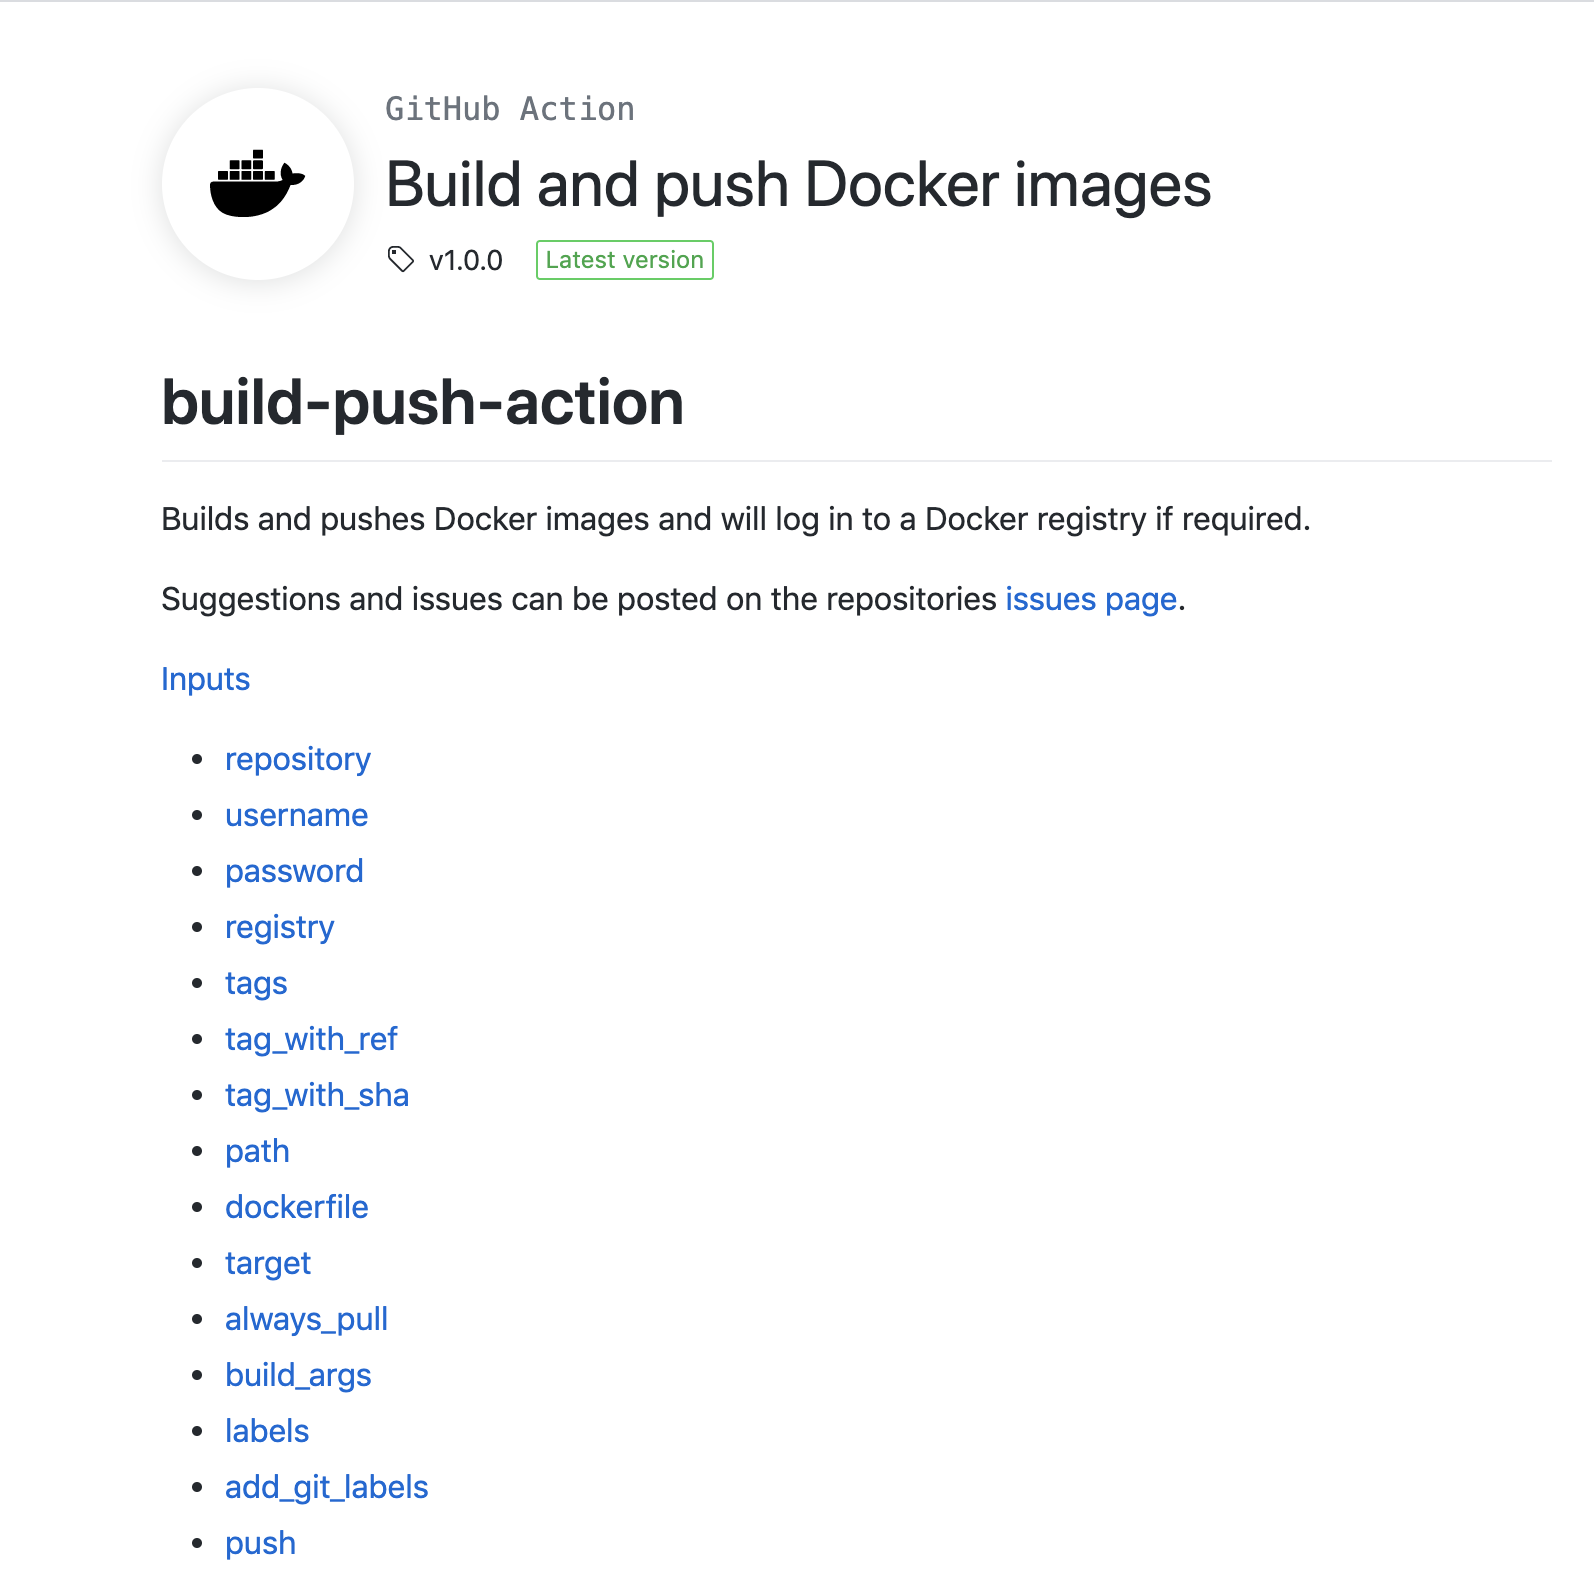 GitHub Action
Build and push Docker images
v1.0.0 Latest version
build-push-action
Builds and pushes Docker images and will log in to a Docker registry if required.
Suggestions and issues can be posted on the repositories issues page.
Inputs
repository
username
password
registry
tags
tag_with_ref
tag_with_sha
path
dockerfile
target
always_pull
build_args
labels
add_git_labels
push